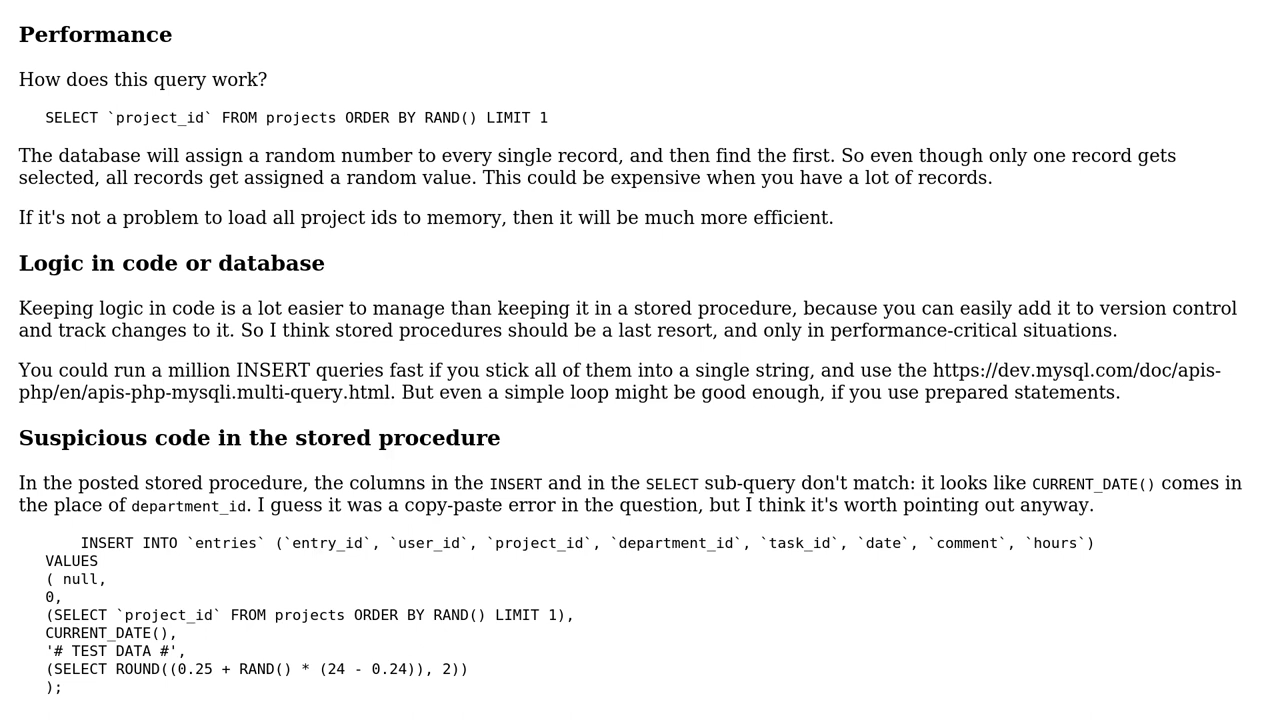 Performance
How does this query work?
SELECT `project_id` FROM projects ORDER BY RAND() LIMIT 1
The database will assign a random number to every single record, and then find the first. So even though only one record gets
selected, all records get assigned a random value. This could be expensive when you have a lot of records.
If it's not a problem to load all project ids to memory, then it will be much more efficient.
Logic in code or database
Keeping logic in code is a lot easier to manage than keeping it in a stored procedure, because you can easily add it to version control
and track changes to it. So I think stored procedures should be a last resort, and only in performance-critical situations.
You could run a million INSERT queries fast if you stick all of them into a single string, and use the https://dev.mysql.com/doc/apis-
php/en/apis-php-mysqli.multi-query.html. But even a simple loop might be good enough, if you use prepared statements.
Suspicious code in the stored procedure
In the posted stored procedure, the columns in the INSERT and in the SELECT sub-query don't match: it looks like CURRENT_DATE() comes in
the place of department_id. I guess it was a copy-paste error in the question, but I think it's worth pointing out anyway.
INSERT INTO `entries` (`entry_id`, `user_id`, `project_id`, `department_id`, `task_id`, `date`, `comment`, `hours`)
VALUES
( null,
0,
(SELECT `project_id` FROM projects ORDER BY RAND() LIMIT 1),
CURRENT_DATE(),
'# TEST DATA #',
(SELECT ROUND((0.25 + RAND() * (24 - 0.24)), 2))
);